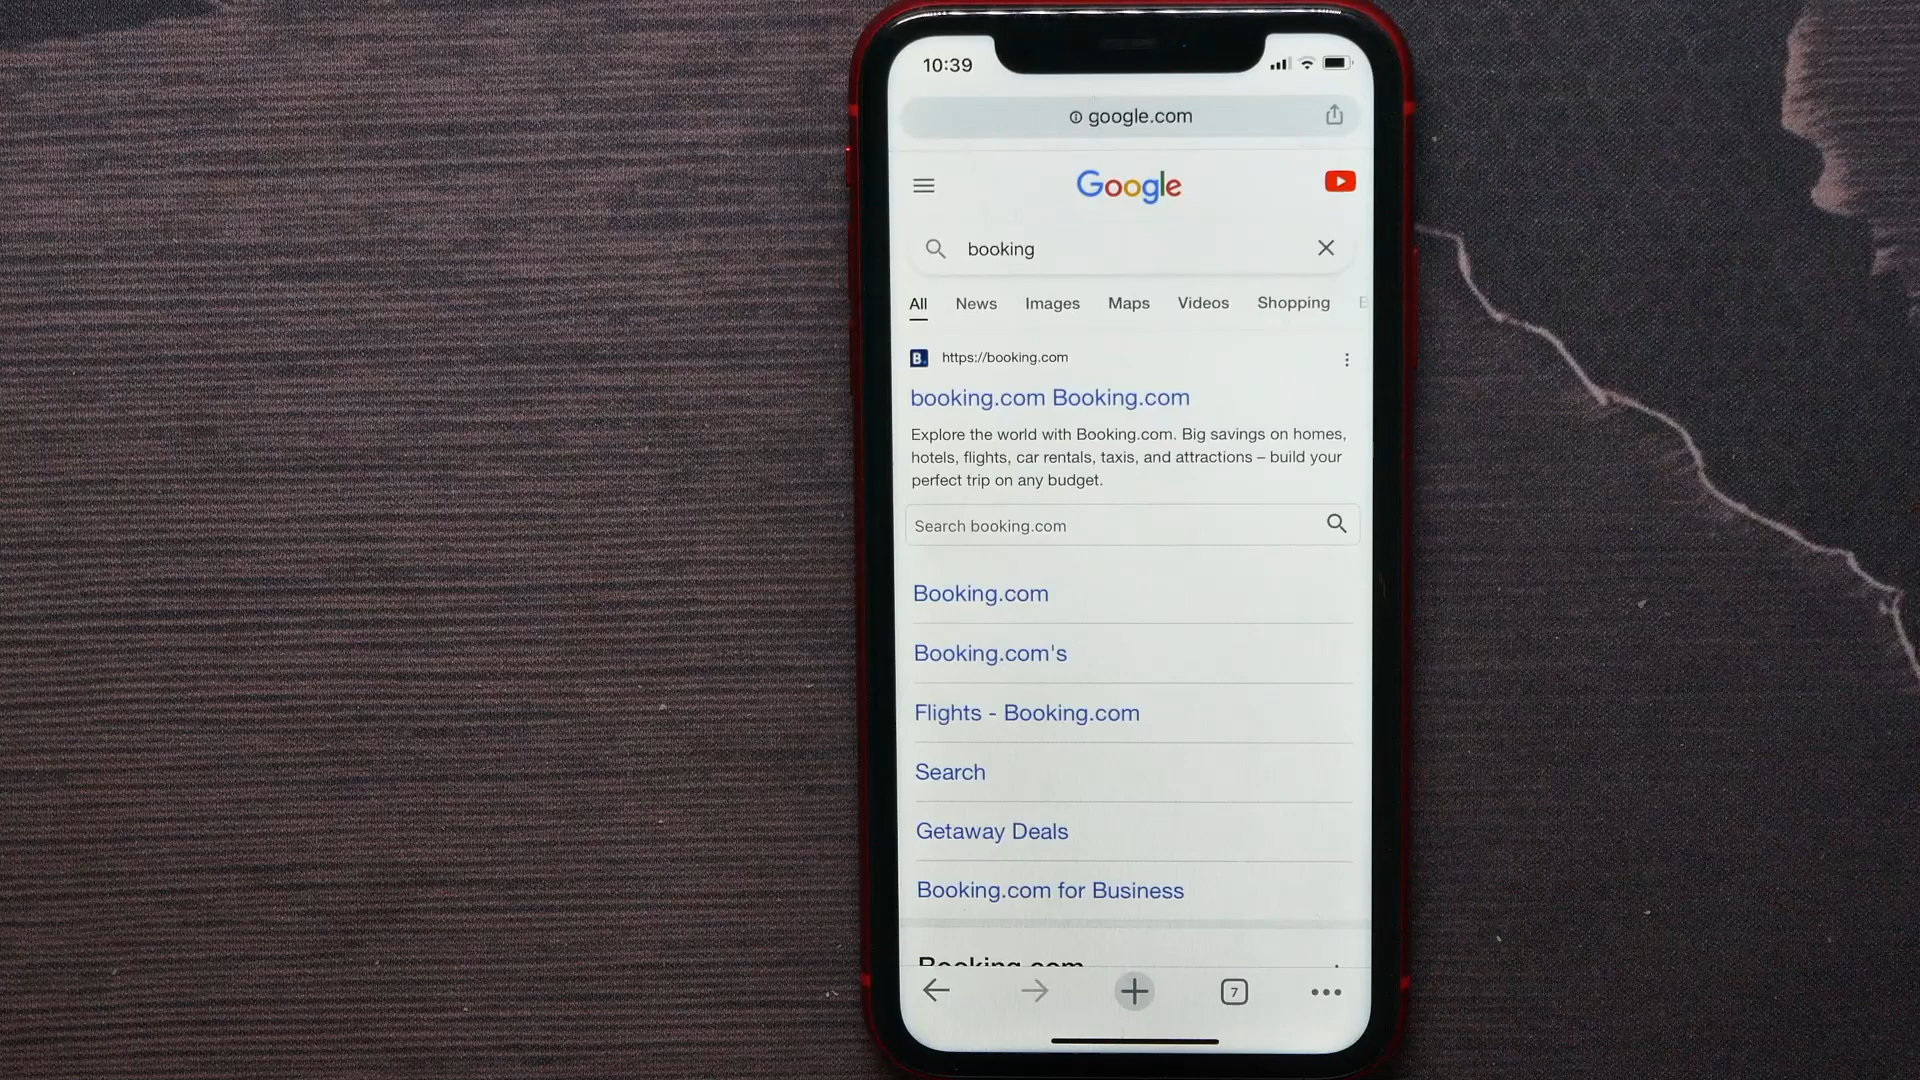 10:39
google.com
Google
booking
All News Images Maps Videos Shopping
B. https://booking.com
booking.com Booking.com
Explore the world with Booking.com. Big savings on homes,
hotels, flights, car rentals, taxis, and attractions – build your
perfect trip on any budget.
Search booking.com
Booking.com
Booking.com's
Flights - Booking.com
Search
Getaway Deals
Booking.com for Business
Booking.com
7